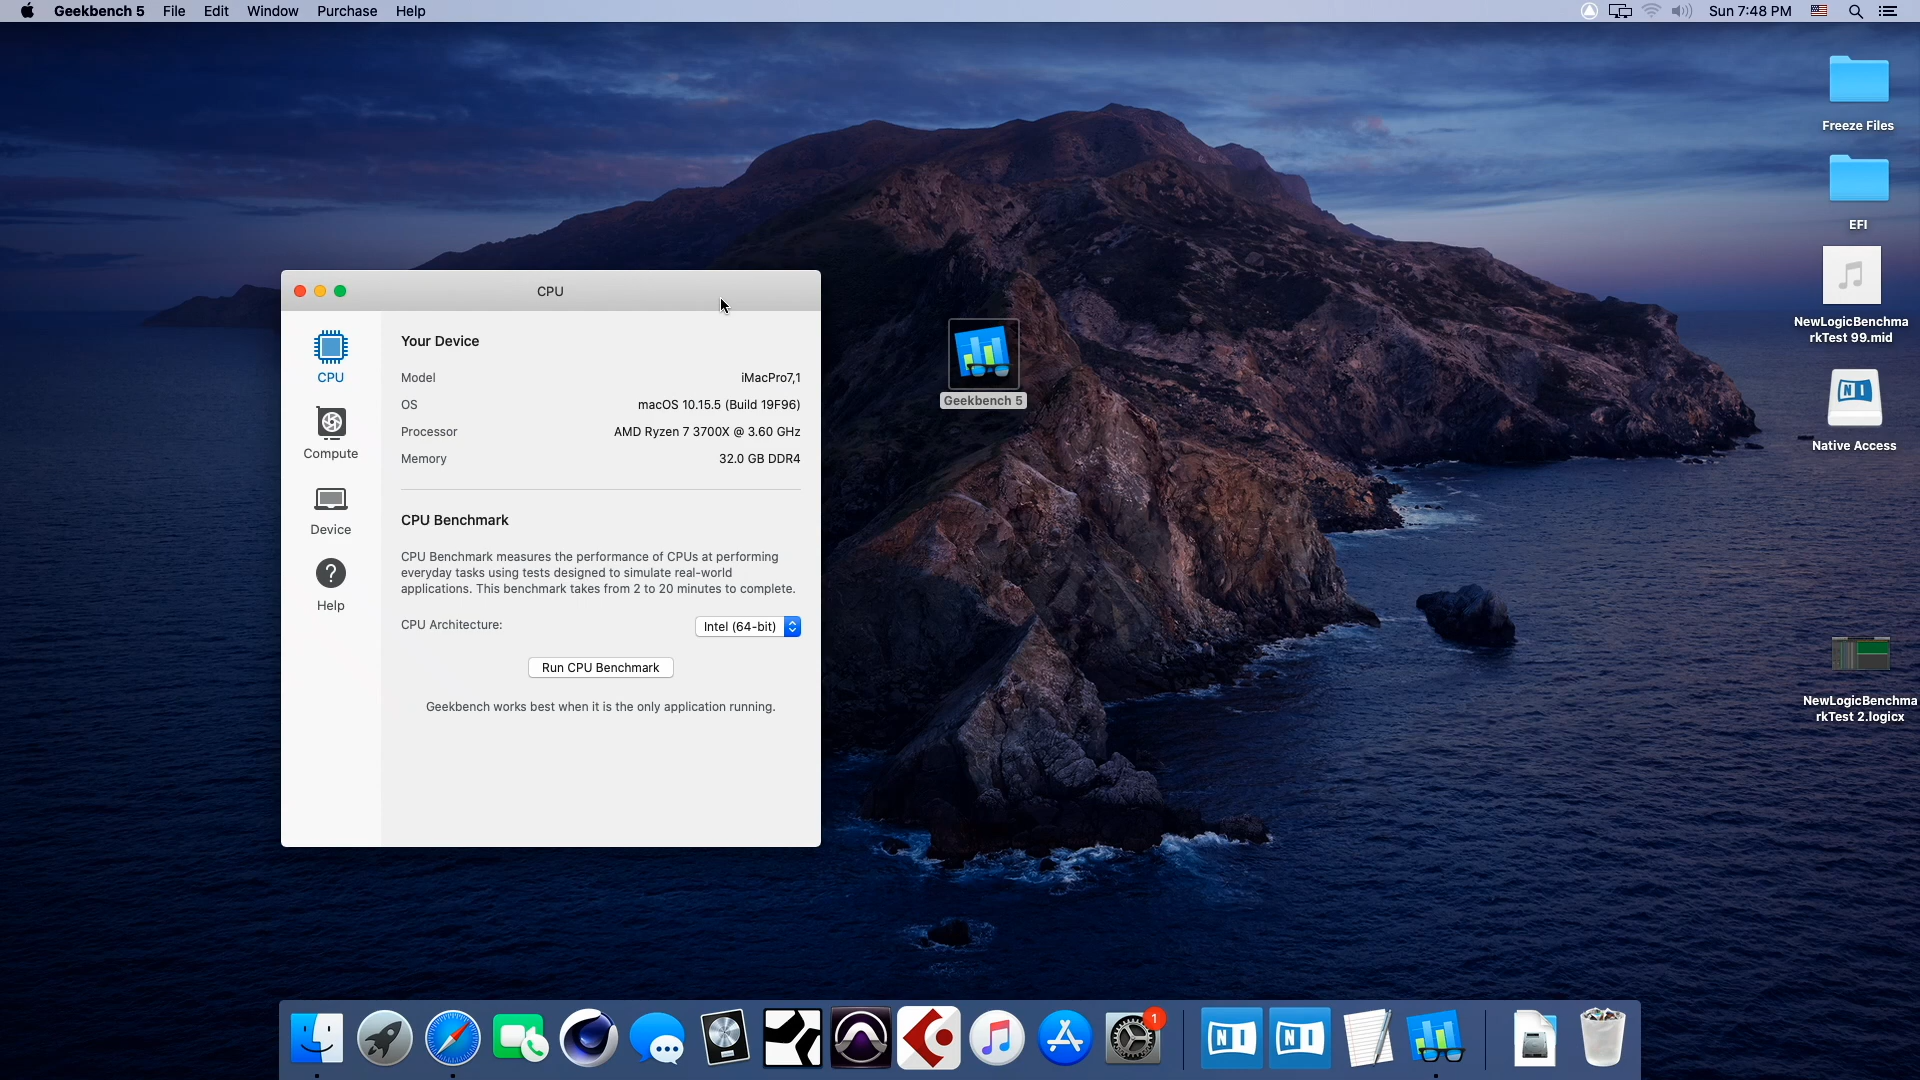 Geekbench 5 File Edit Window Purchase Help
Sun 7:48 PM
Freeze Files
EFI
NewLogicBenchma
rkTest 99.mid
NI
Native Access
NewLogicBenchma
rkTest 2.logicx
Geekbench 5
CPU
CPU
Compute
Device
?
Help
Your Device
Model iMacPro7,1
OS macOS 10.15.5 (Build 19F96)
Processor AMD Ryzen 7 3700X @ 3.60 GHz
Memory 32.0 GB DDR4
CPU Benchmark
CPU Benchmark measures the performance of CPUs at performing
everyday tasks using tests designed to simulate real-world
applications. This benchmark takes from 2 to 20 minutes to complete.
CPU Architecture: Intel (64-bit)
Run CPU Benchmark
Geekbench works best when it is the only application running.
1
NI
NI